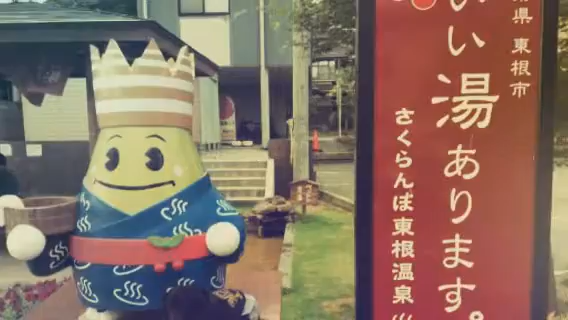 県 東根市
いい湯あります。
さくらんぼ東根温泉